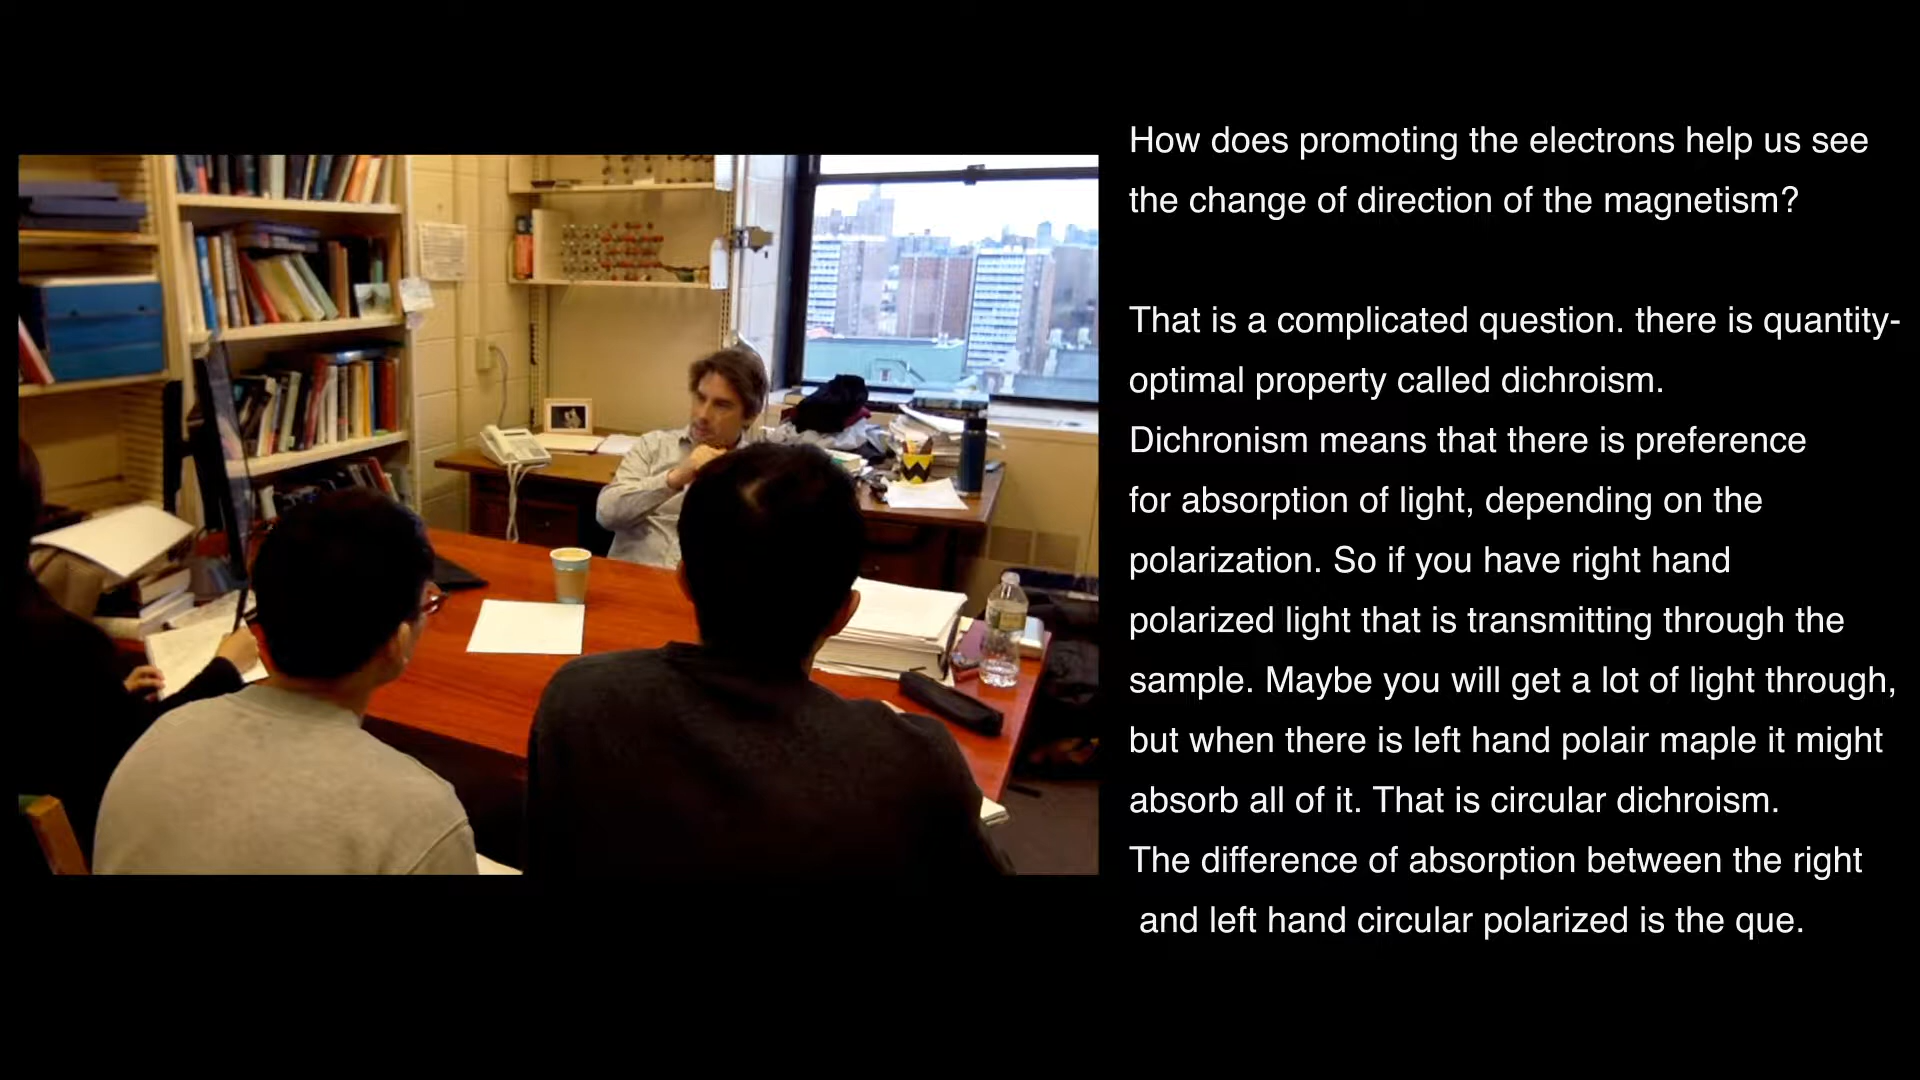 How does promoting the electrons help us see
the change of direction of the magnetism?
That is a complicated question. there is quantity-
optimal property called dichroism.
Dichronism means that there is preference
for absorption of light, depending on the
polarization. So if you have right hand
polarized light that is transmitting through the
sample. Maybe you will get a lot of light through,
but when there is left hand polair maple it might
absorb all of it. That is circular dichroism.
The difference of absorption between the right
and left hand circular polarized is the que.